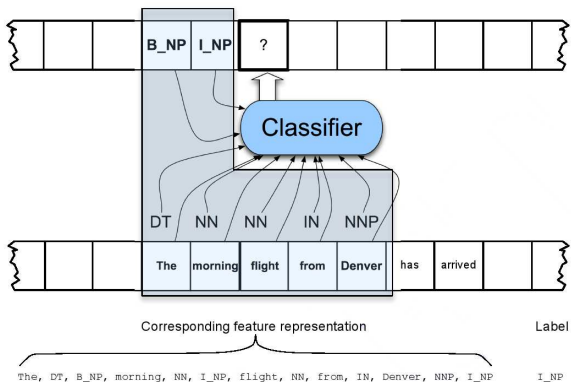 B_NP I_NP ?
Classifier
DT NN NN IN NNP
The morning flight from Denver has arrived
Corresponding feature representation Label
The, DT, B_NP, morning, NN, I_NP, flight, NN, from, IN, Denver, NNP, I_NP I_NP